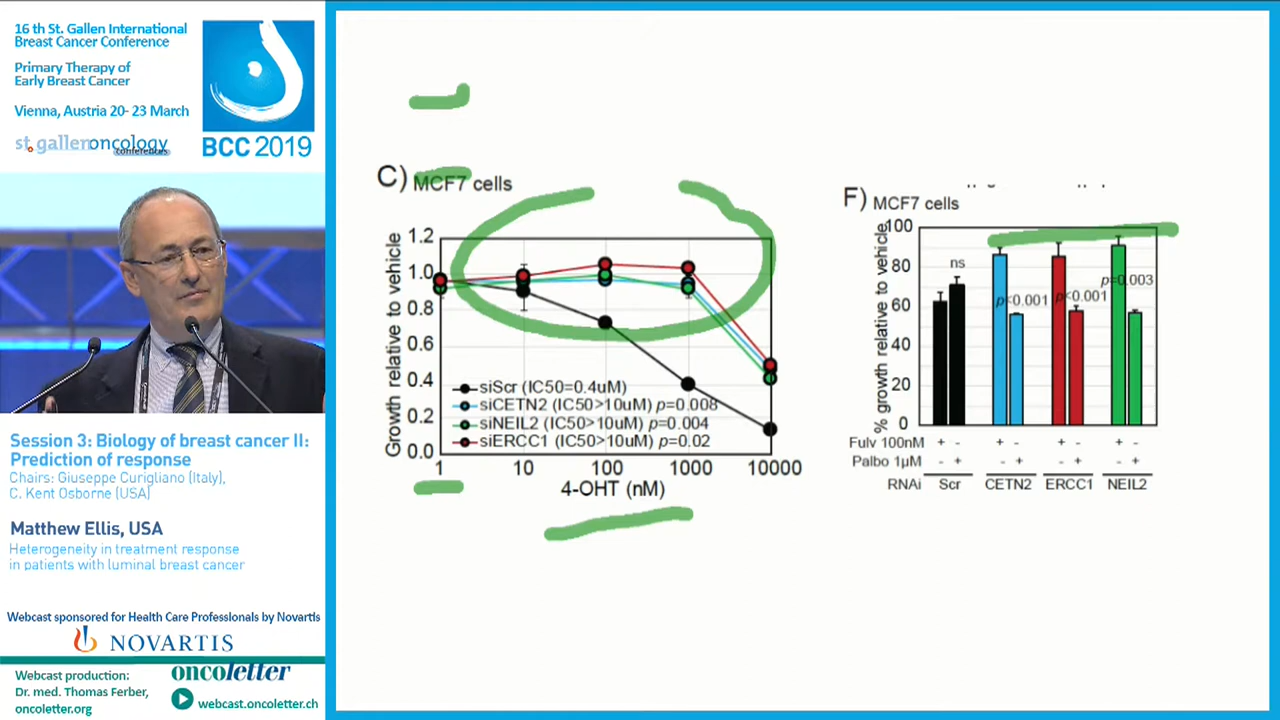 16 th St. Gallen International
Breast Cancer Conference
Primary Therapy of
Early Breast Cancer
Vienna, Austria 20- 23 March
st.gallenoncology
conferences
BCC 2019
Session 3: Biology of breast cancer II:
Prediction of response
Chairs: Giuseppe Curigliano (Italy),
C. Kent Osborne (USA)
Matthew Ellis, USA
Heterogeneity in treatment response
in patients with luminal breast cancer
Webcast sponsored for Health Care Professionals by Novartis
NOVARTIS
Webcast production:
Dr. med. Thomas Ferber,
oncoletter.org
oncoletter
webcast.oncoletter.ch
C) MCF7 cells
Growth relative to vehicle
1.2
1.0
0.8
0.6
0.4
0.2
0.0
siScr (IC50=0.4uM)
siCETN2 (IC50>10uM) p=0.008
siNEIL2 (IC50>10uM) p=0.004
siERCC1 (IC50>10uM) p=0.02
1 10 100 1000 10000
4-OHT (nM)
F) MCF7 cells
% growth relative to vehicle
100
80
60
40
20
0
ns
p<0.001
p<0.001
p=0.003
Fulv 100nM + - + - + - + -
Palbo 1µM - + - + - + - +
RNAi Scr CETN2 ERCC1 NEIL2